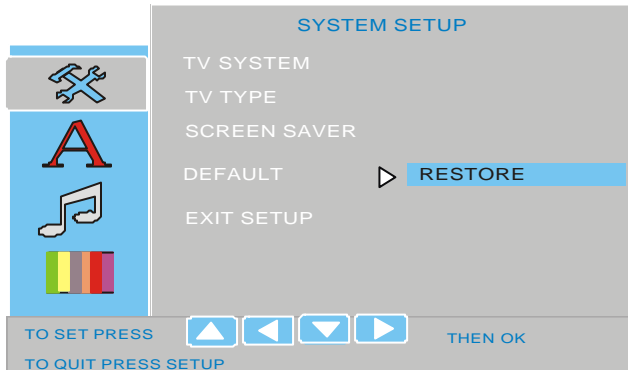 SYSTEM SETUP
TV SYSTEM
TV TYPE
SCREEN SAVER
DEFAULT RESTORE
EXIT SETUP
A
TO SET PRESS THEN OK
TO QUIT PRESS SETUP